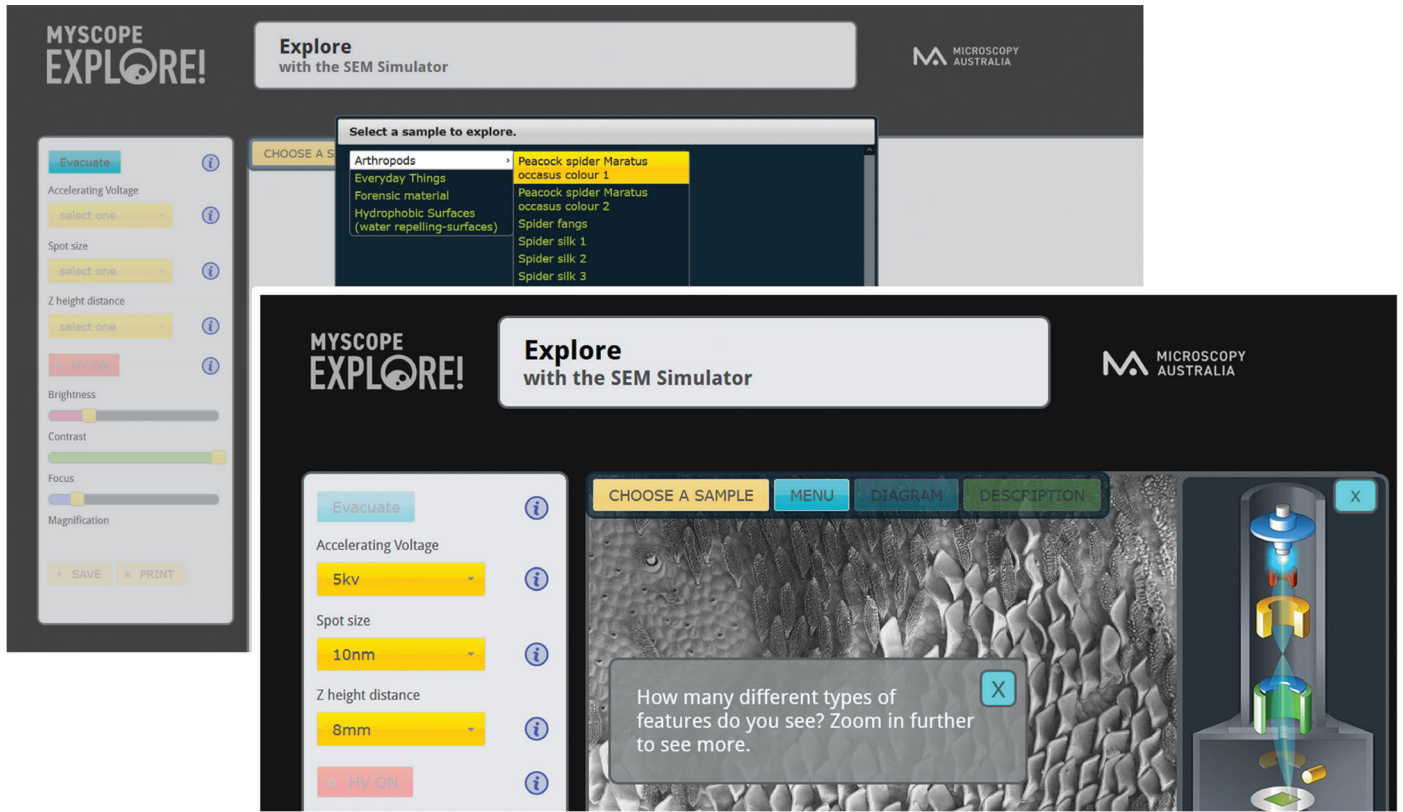 MYSCOPE
EXPLORE!
Explore
with the SEM Simulator
MICROSCOPY
AUSTRALIA
Select a sample to explore.
CHOOSE A S
Arthropods
Everyday Things
Forensic material
Hydrophobic Surfaces
(water repelling-surfaces)
Peacock spider Maratus
occasus colour 1
Peacock spider Maratus
occasus colour 2
Spider fangs
Spider silk 1
Spider silk 2
Spider silk 3
Evacuate
Accelerating Voltage
select one
Spot size
select one
Z height distance
select one
HV ON
Brightness
Contrast
Focus
Magnification
+ SAVE
= PRINT
MYSCOPE
EXPLORE!
Explore
with the SEM Simulator
MICROSCOPY
AUSTRALIA
Evacuate
Accelerating Voltage
5kv
Spot size
10nm
Z height distance
8mm
HV ON
CHOOSE A SAMPLE
MENU
DIAGRAM
DESCRIPTION
X
How many different types of
features do you see? Zoom in further
to see more.
X